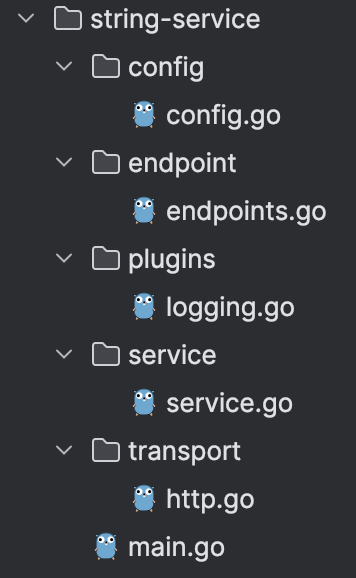 string-service
config
config.go
endpoint
endpoints.go
plugins
logging.go
service
service.go
transport
http.go
main.go